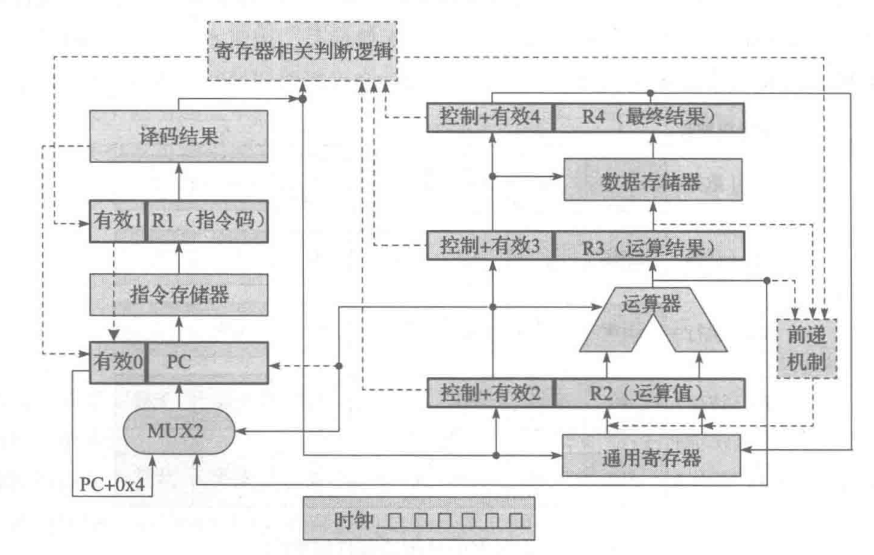 寄存器相关判断逻辑
译码结果
控制+有效4 R4（最终结果）
数据存储器
有效1 R1（指令码）
控制+有效3 R3（运算结果）
指令存储器
运算器
前递
机制
有效0 PC
控制+有效2 R2（运算值）
MUX2
通用寄存器
PC+0x4
时钟